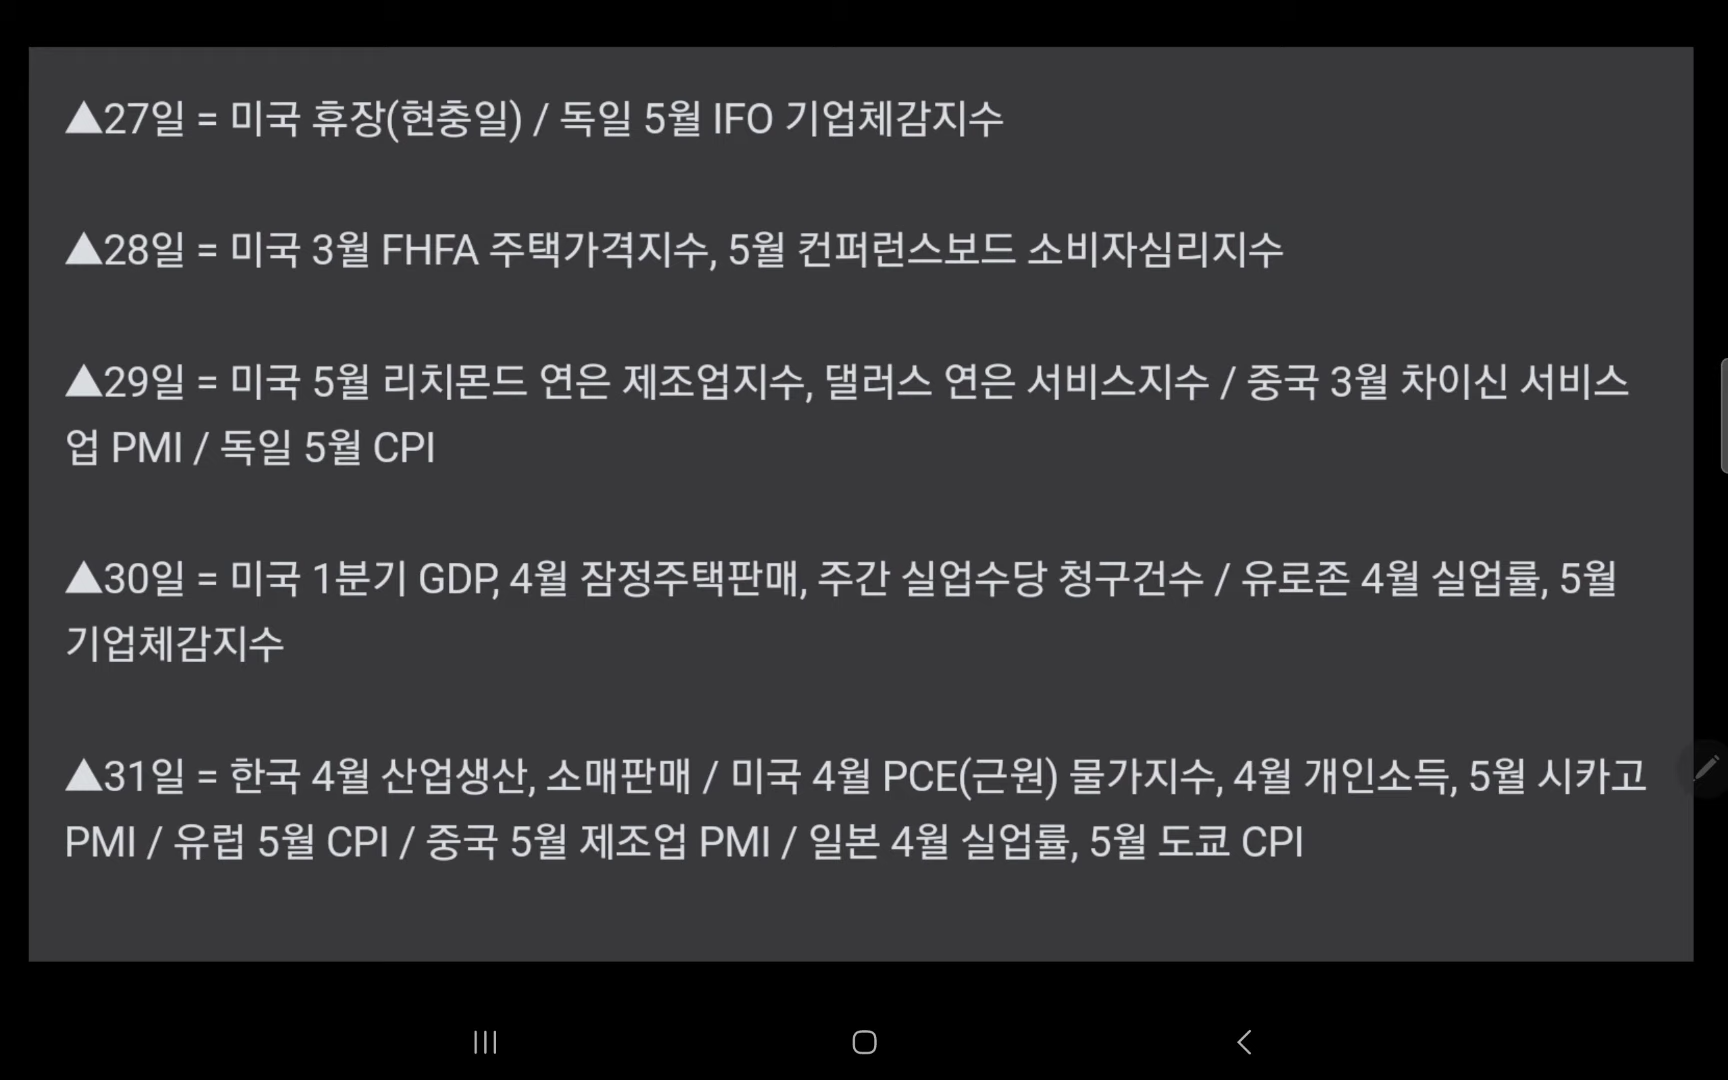 ▲27일 = 미국 휴장(현충일) / 독일 5월 IFO 기업체감지수
▲28일 = 미국 3월 FHFA 주택가격지수, 5월 컨퍼런스보드 소비자심리지수
▲29일 = 미국 5월 리치몬드 연은 제조업지수, 댈러스 연은 서비스지수 / 중국 3월 차이신 서비스
업 PMI / 독일 5월 CPI
▲30일 = 미국 1분기 GDP, 4월 잠정주택판매, 주간 실업수당 청구건수 / 유로존 4월 실업률, 5월
기업체감지수
▲31일 = 한국 4월 산업생산, 소매판매 / 미국 4월 PCE(근원) 물가지수, 4월 개인소득, 5월 시카고
PMI / 유럽 5월 CPI / 중국 5월 제조업 PMI / 일본 4월 실업률, 5월 도쿄 CPI